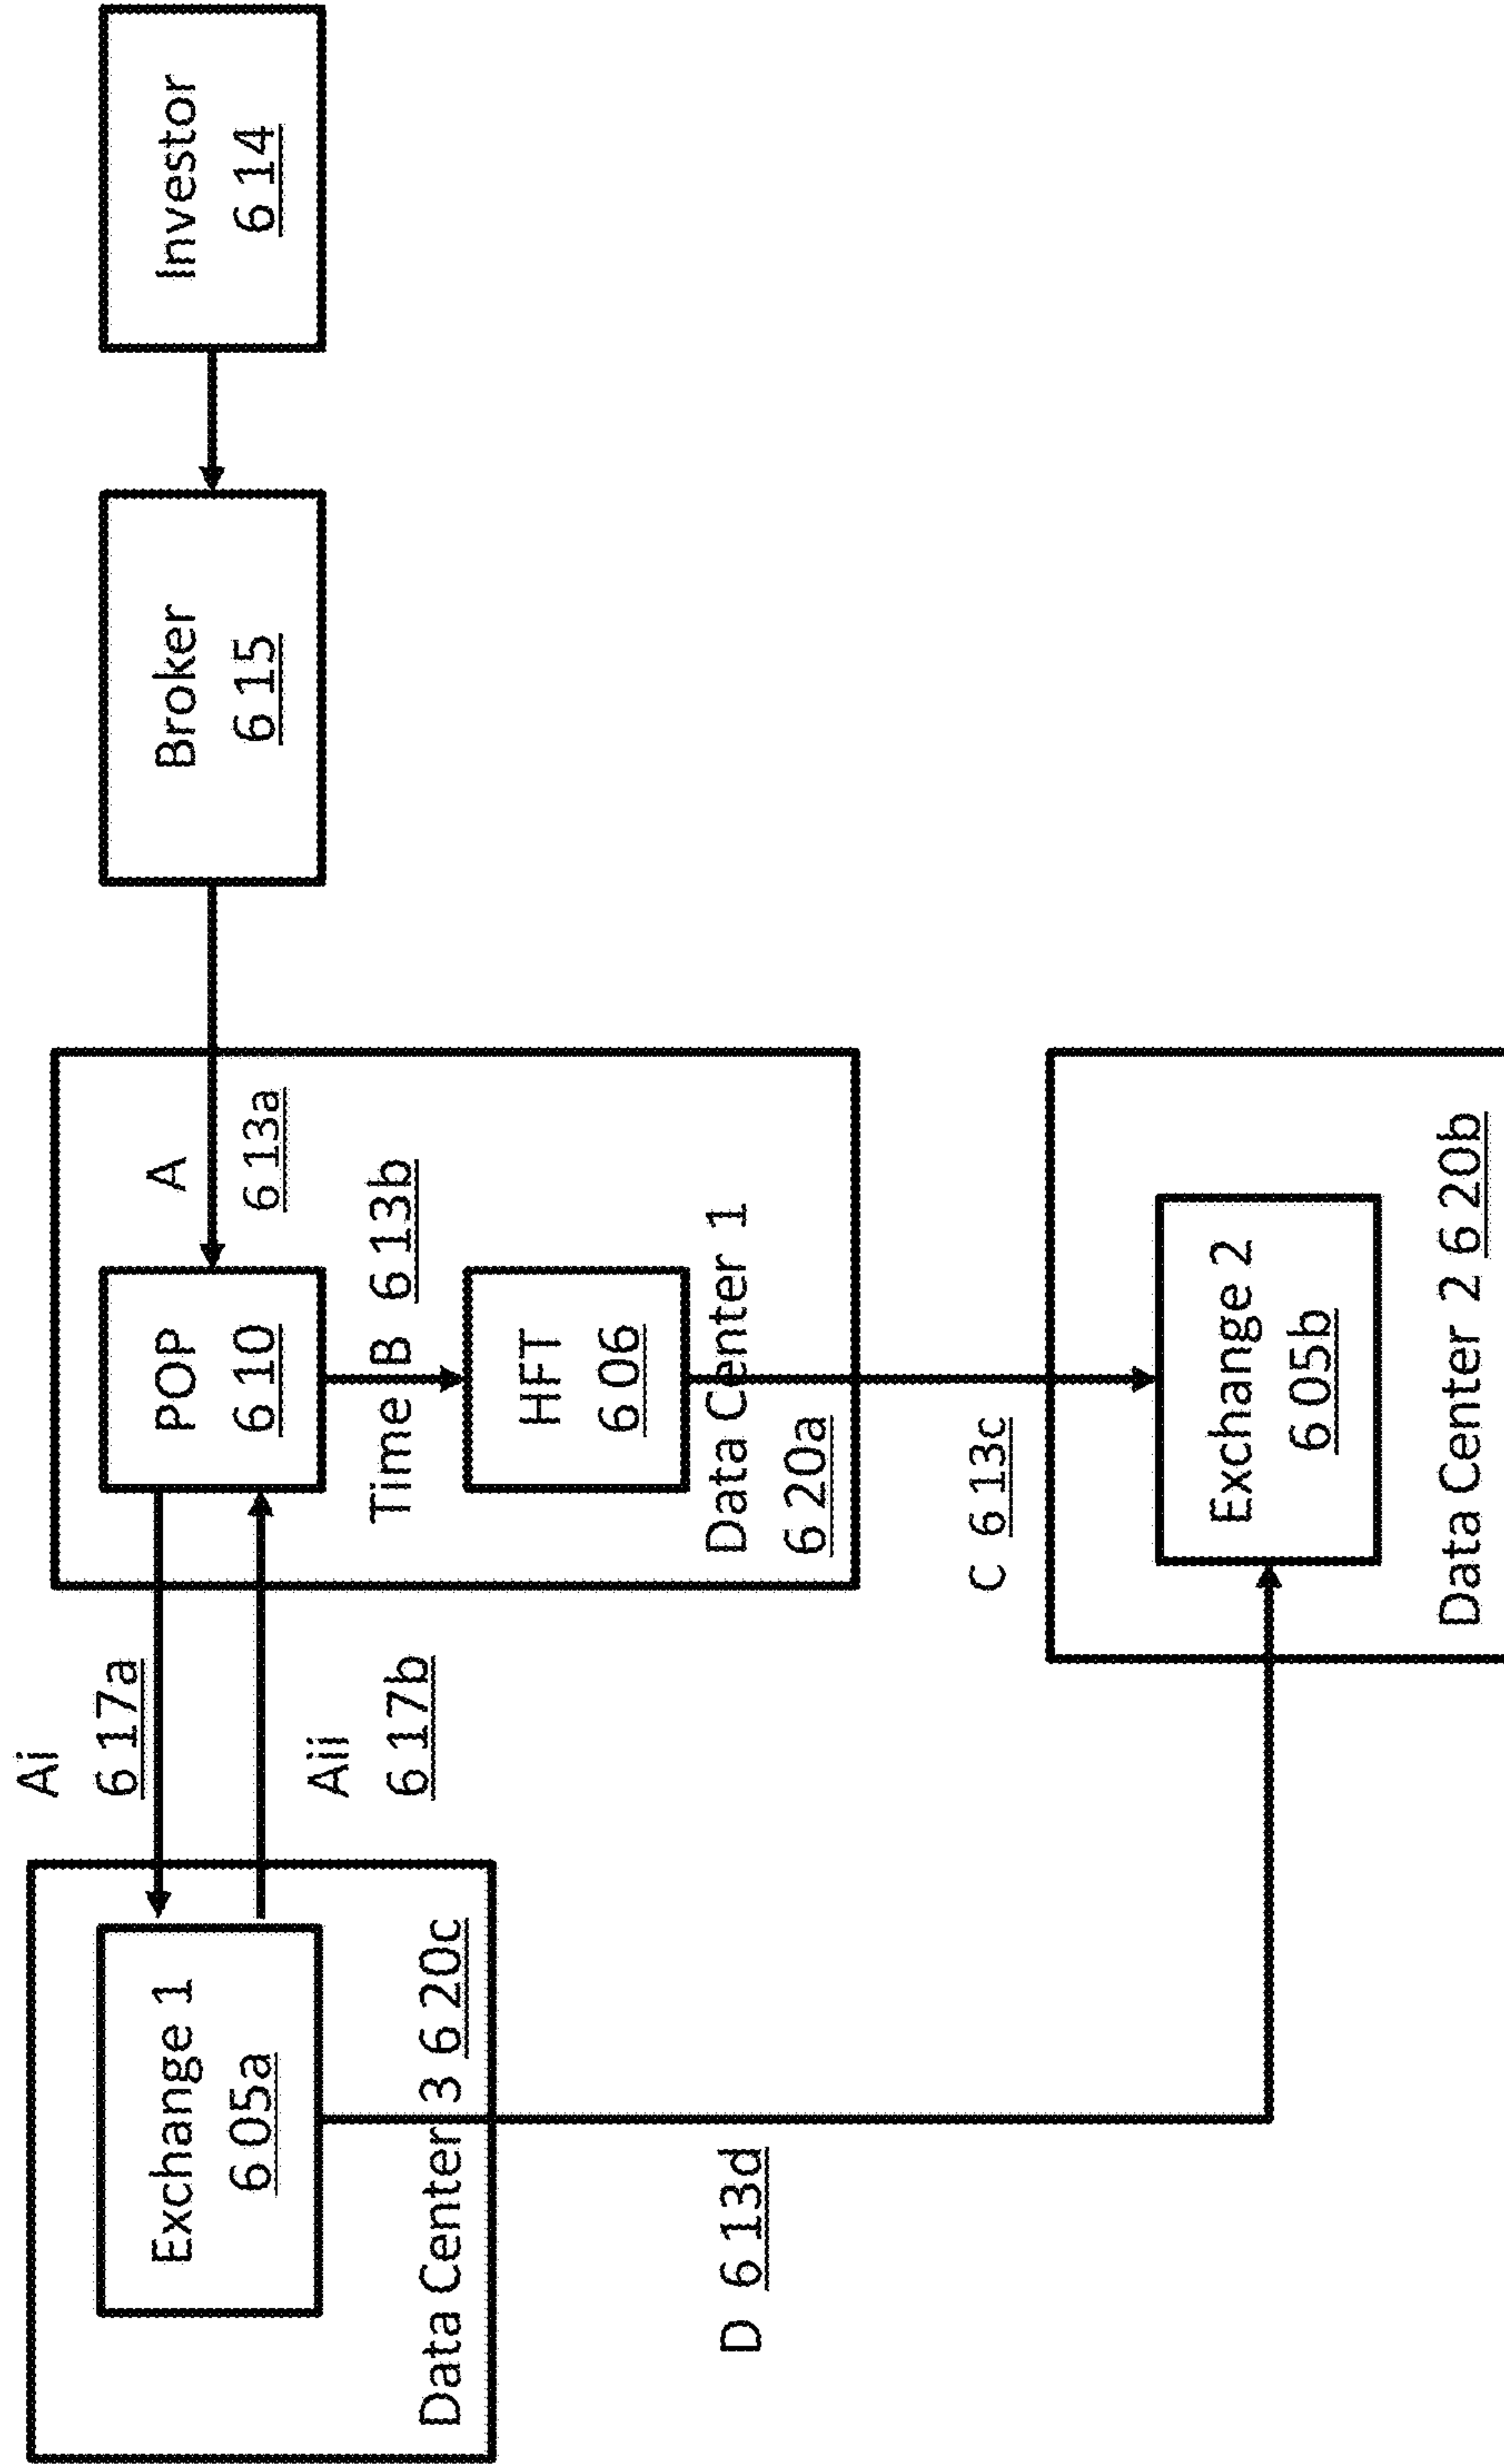 Exchange 1
605a
Data Center 3 620c
Ai
617a
Aii
617b
D 613d
POP
610
A
613a
Time B 613b
HFT
606
Data Center 1
620a
C 613c
Exchange 2
605b
Data Center 2 620b
Broker
615
Investor
614